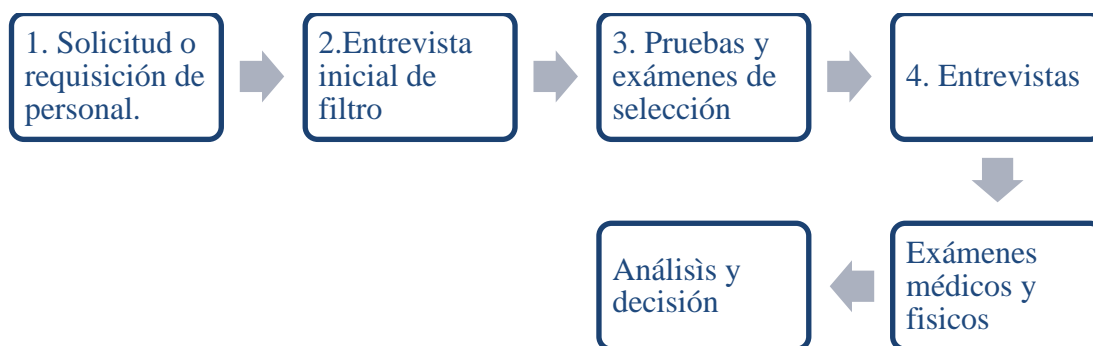 1. Solicitud o
requisición de
personal.
2.Entrevista
inicial de
filtro
3. Pruebas y
exámenes de
selección
4. Entrevistas
Exámenes
médicos y
fisicos
Análisìs y
decisión